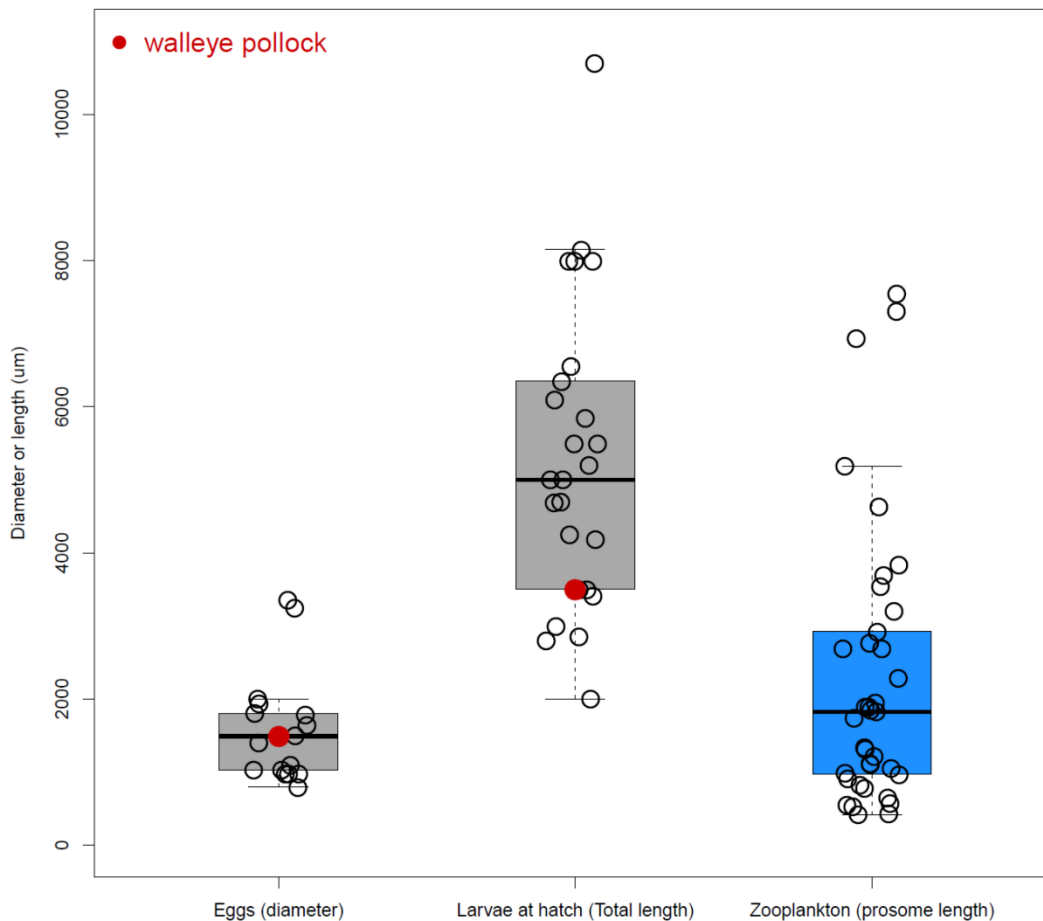 walleye pollock
10000
8000
6000
4000
2000
0
Diameter or length (um)
Eggs (diameter)
Larvae at hatch (Total length)
Zooplankton (prosome length)